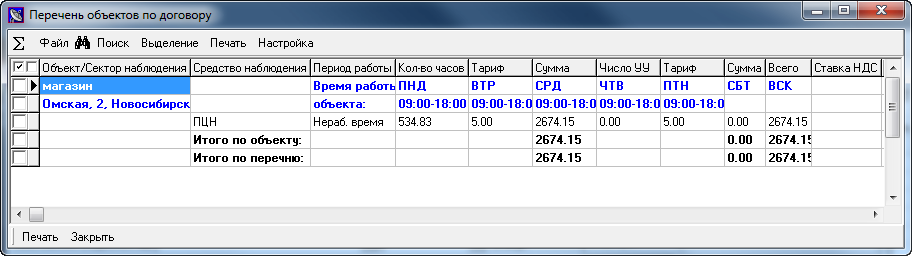 Перечень объектов по договору
Σ Файл Поиск Выделение Печать Настройка
Объект/Сектор наблюдения Средство наблюдения Период работы Кол-во часов Тариф Сумма Число УУ Тариф Сумма Всего Ставка НДС
магазин Время работы ПНД ВТР СРД ЧТВ ПТН СБТ ВСК
Омская, 2, Новосибирск объекта: 09:00-18:00 09:00-18:0 09:00-18:0 09:00-18:0 09:00-18:0
ПЦН Нераб. время 534.83 5.00 2674.15 0.00 5.00 0.00 2674.15
Итого по объекту: 2674.15 0.00 2674.15
Итого по перечню: 2674.15 0.00 2674.15
Печать Закрыть